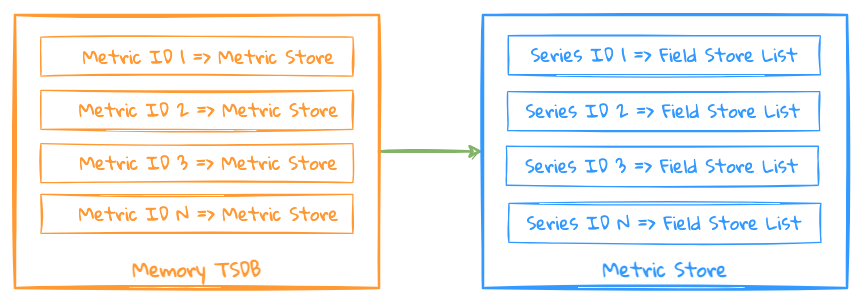 Metric ID 1 => Metric Store
Metric ID 2 => Metric Store
Metric ID 3 => Metric Store
Metric ID N => Metric Store
Memory TSDB
Series ID 1 => Field Store List
Series ID 2 => Field Store List
Series ID 3 => Field Store List
Series ID N => Field Store List
Metric Store